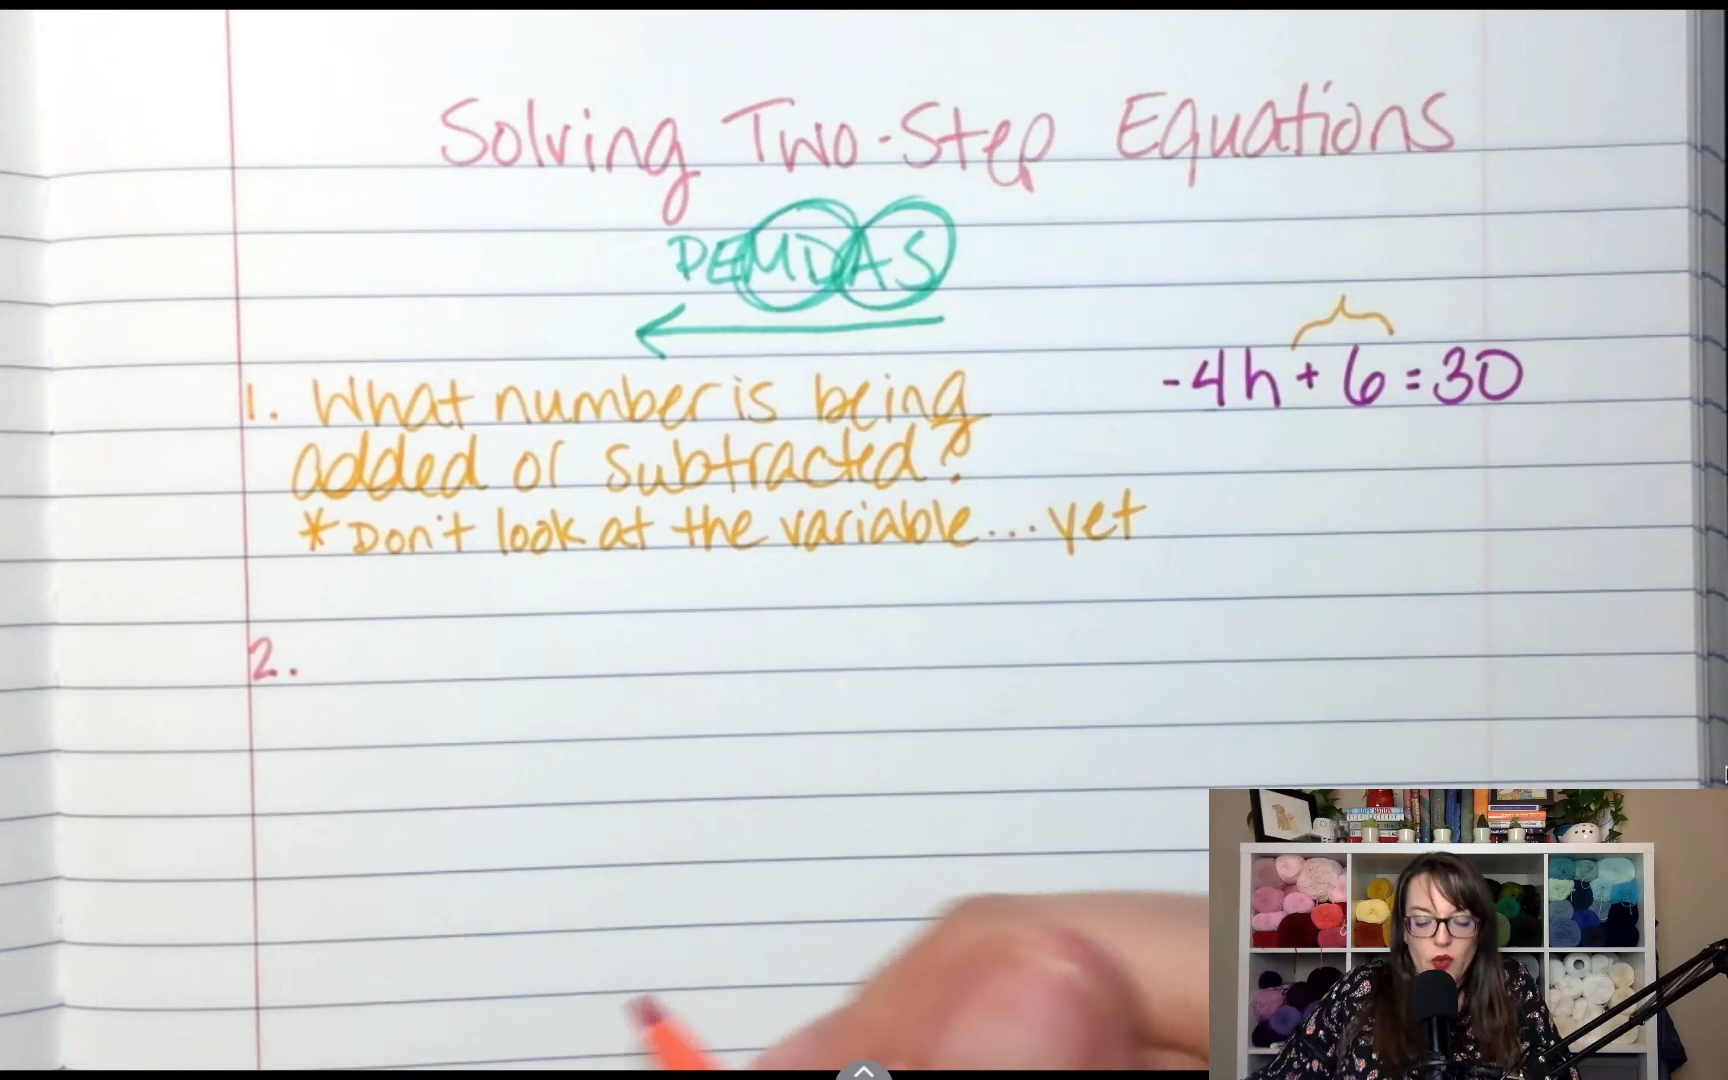 Solving Two-Step Equations
PEMDAS
-4h + 6 = 30
1. What number is being
added or subtracted?
*Don't look at the variable... yet
2.